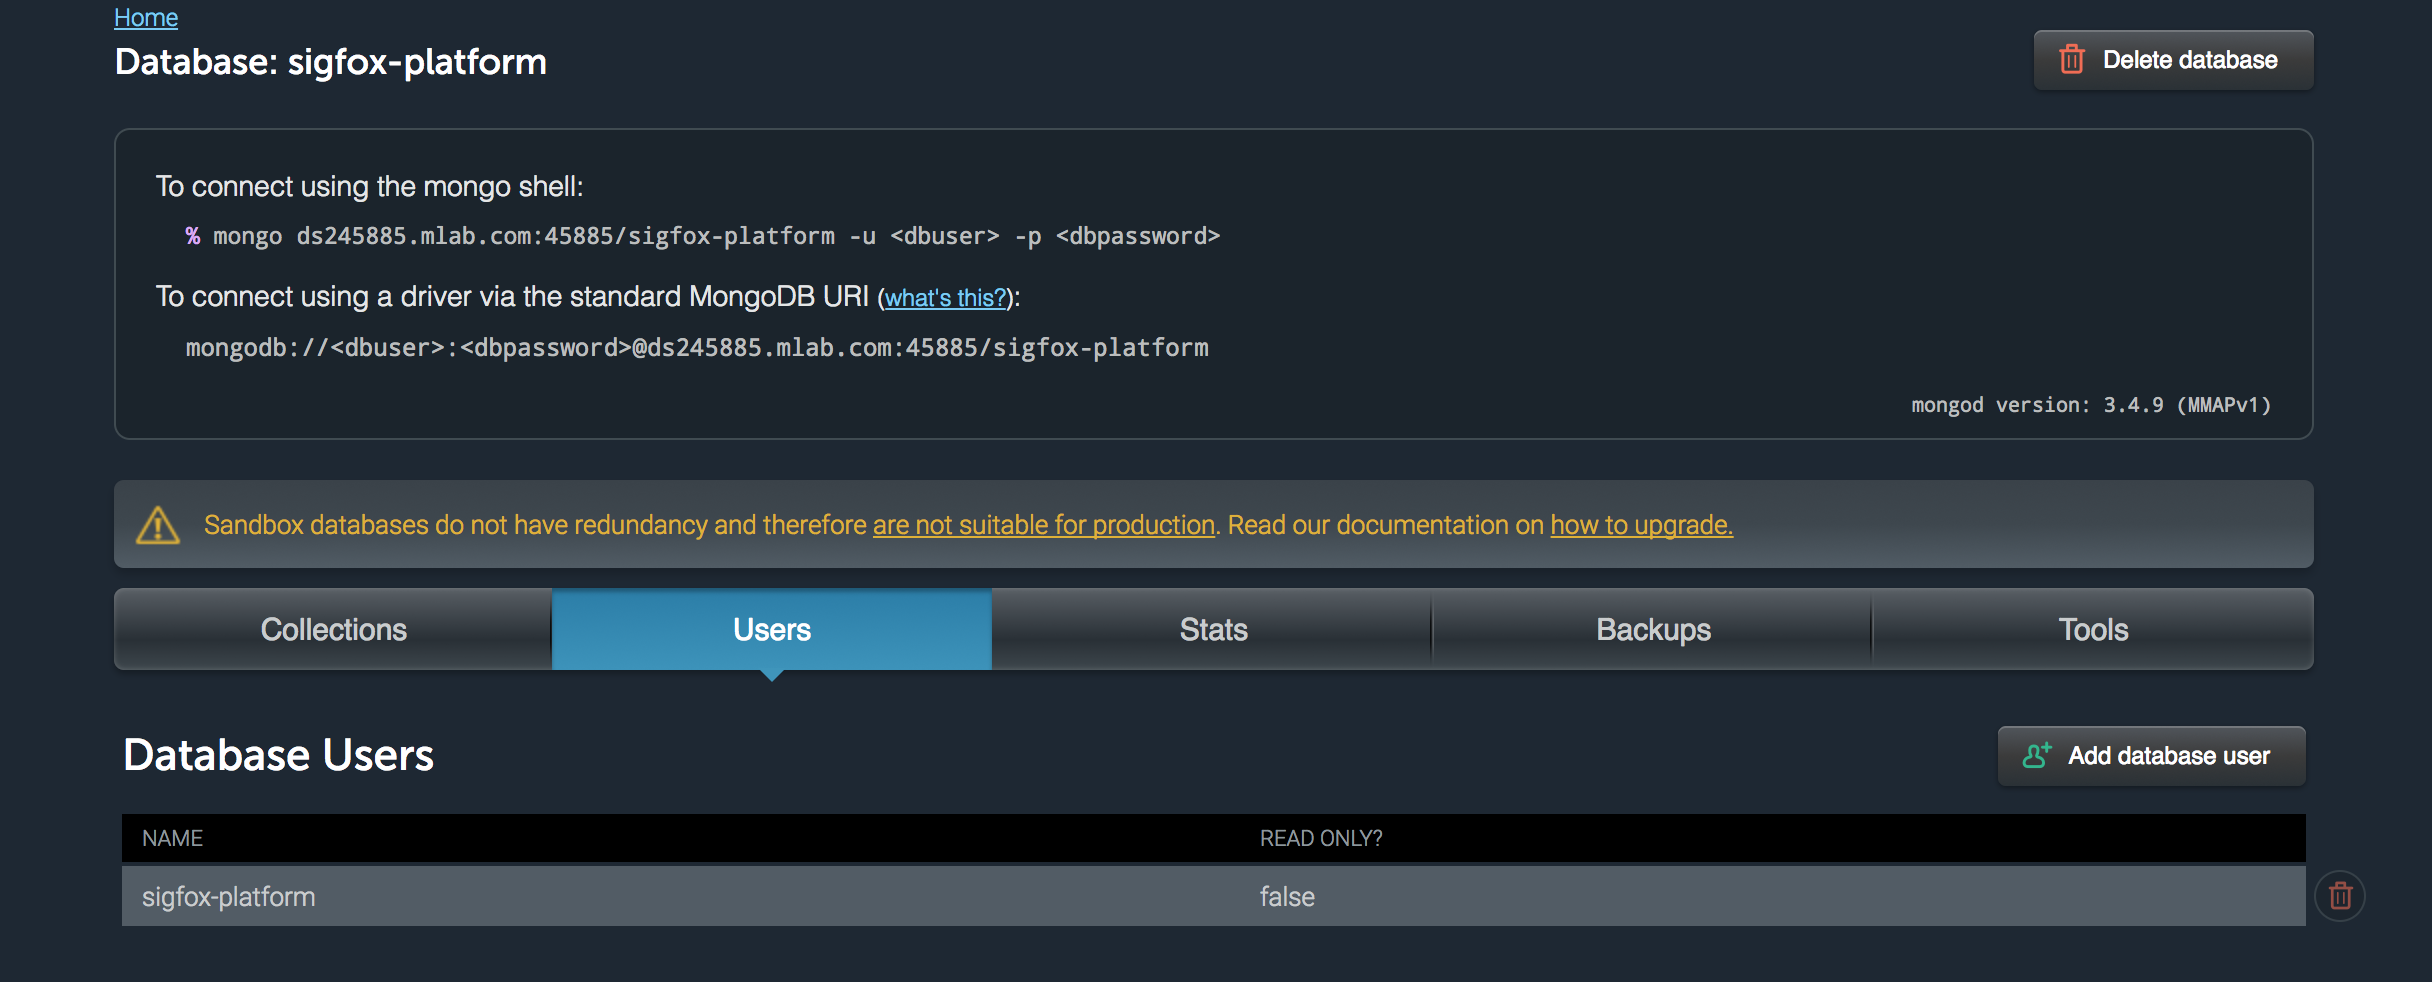 Home
Database: sigfox-platform
Delete database
To connect using the mongo shell:
% mongo ds245885.mlab.com:45885/sigfox-platform -u <dbuser> -p <dbpassword>
To connect using a driver via the standard MongoDB URI (what's this?):
mongodb://<dbuser>:<dbpassword>@ds245885.mlab.com:45885/sigfox-platform
mongod version: 3.4.9 (MMAPv1)
Sandbox databases do not have redundancy and therefore are not suitable for production. Read our documentation on how to upgrade.
Collections Users Stats Backups Tools
Database Users
Add database user
NAME READ ONLY?
sigfox-platform false